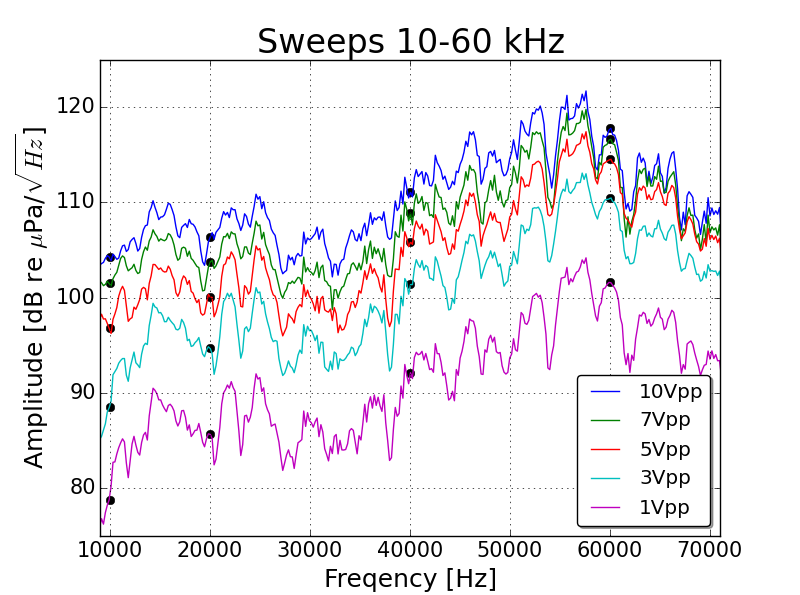 Sweeps 10-60 kHz
Amplitude [dB re μPa/√Hz]
120
110
100
90
80
10000 20000 30000 40000 50000 60000 70000
Freqency [Hz]
10Vpp
7Vpp
5Vpp
3Vpp
1Vpp